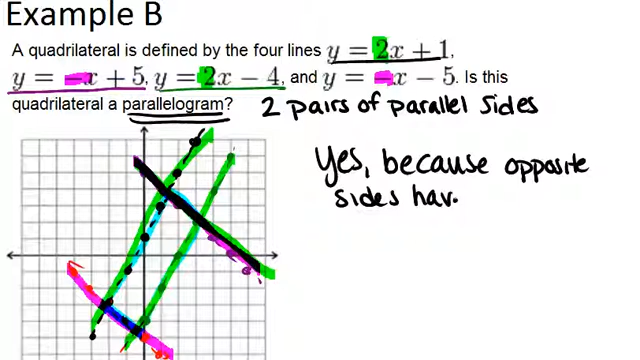 Example B
A quadrilateral is defined by the four lines y = 2x + 1,
y = −x + 5, y = 2x − 4, and y = −x − 5. Is this
quadrilateral a parallelogram? 2 pairs of parallel sides
Yes, because opposite
sides hav